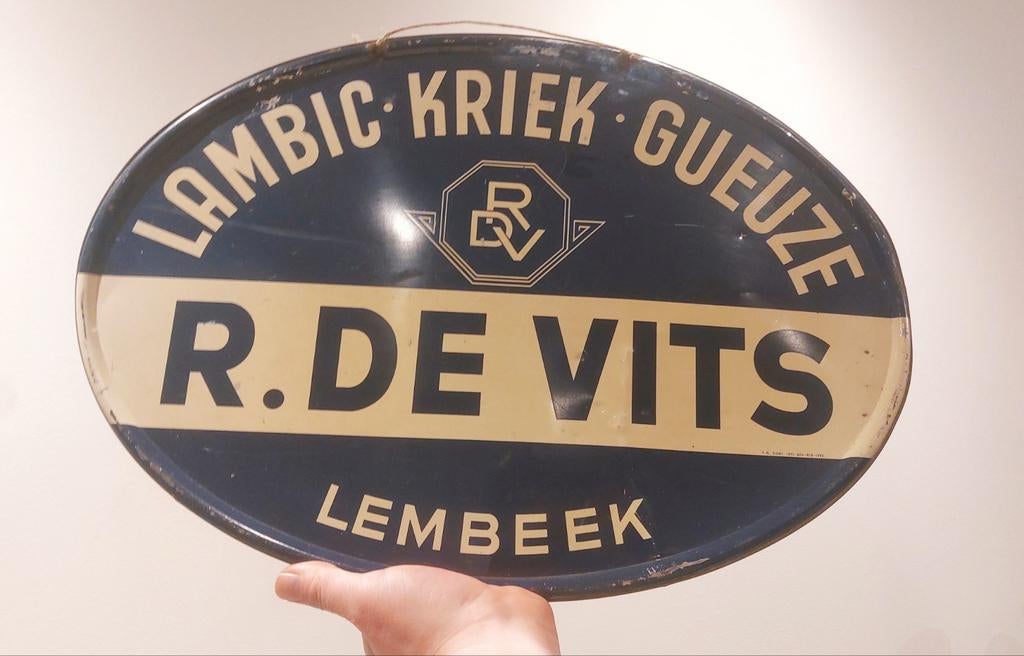 LAMBIC · KRIEK · GUEUZE
RDV
R. DE VITS
LEMBEEK